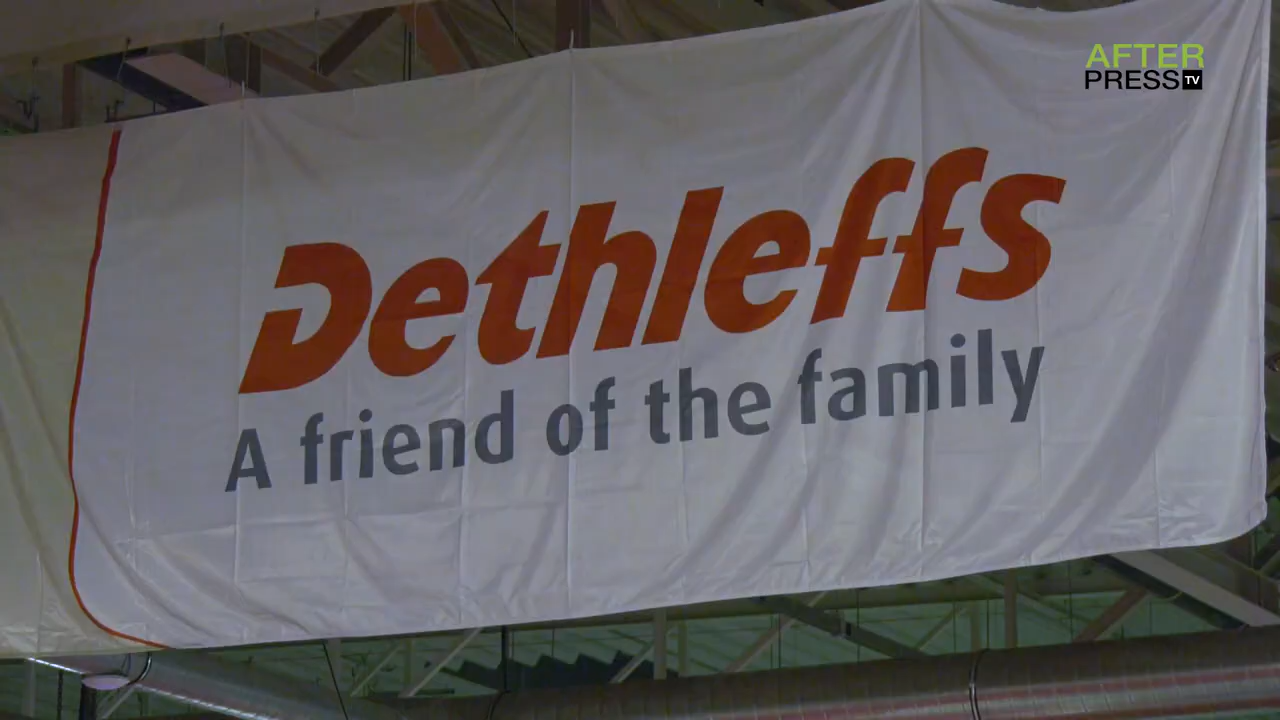 AFTER
PRESS TV
Dethleffs
A friend of the family